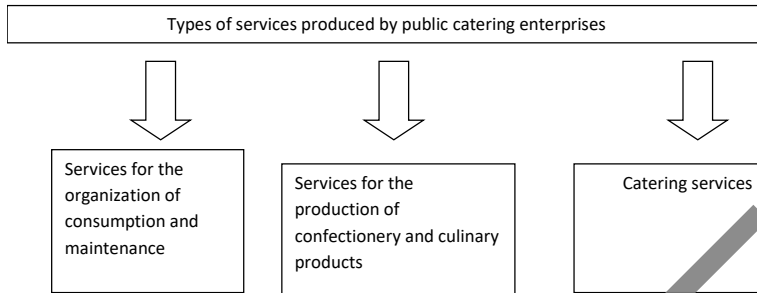 Types of services produced by public catering enterprises
Services for the
organization of
consumption and
maintenance
Services for the
production of
confectionery and culinary
products
Catering services